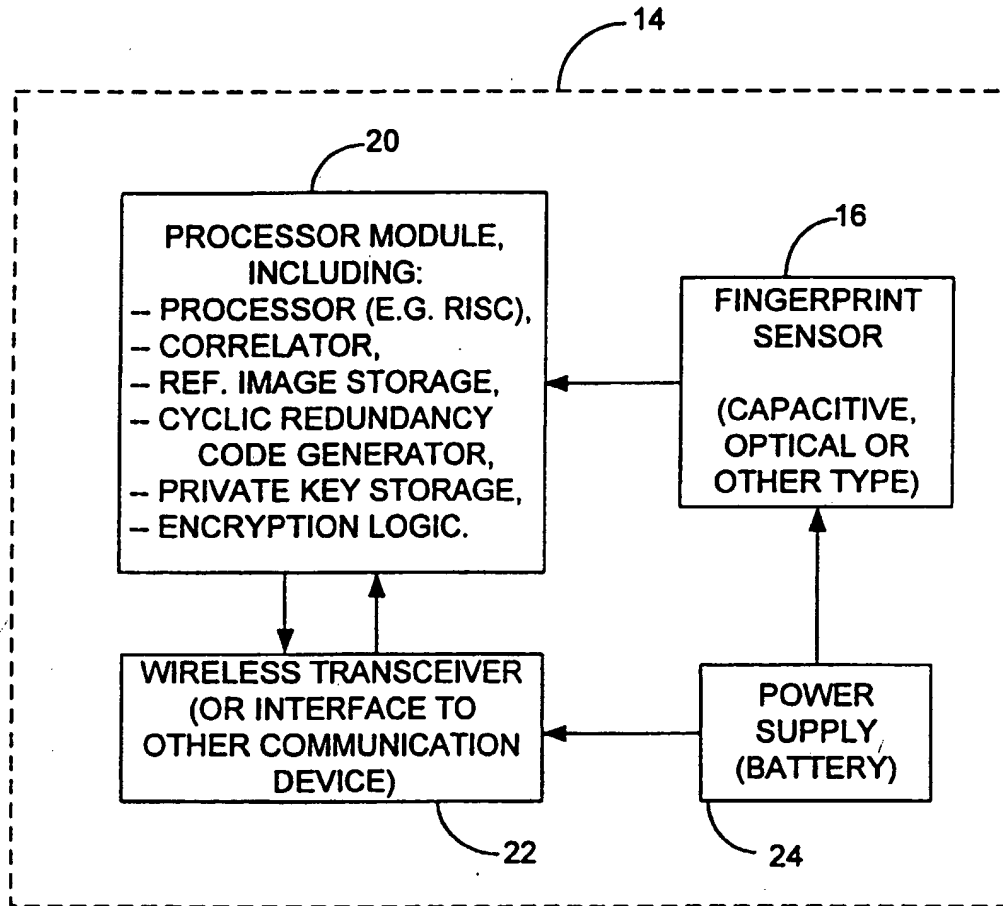 14
20
PROCESSOR MODULE,
INCLUDING:
– PROCESSOR (E.G. RISC),
– CORRELATOR,
– REF. IMAGE STORAGE,
– CYCLIC REDUNDANCY
CODE GENERATOR,
– PRIVATE KEY STORAGE,
– ENCRYPTION LOGIC.
16
FINGERPRINT
SENSOR
(CAPACITIVE,
OPTICAL OR
OTHER TYPE)
WIRELESS TRANSCEIVER
(OR INTERFACE TO
OTHER COMMUNICATION
DEVICE)
22
POWER
SUPPLY
(BATTERY)
24